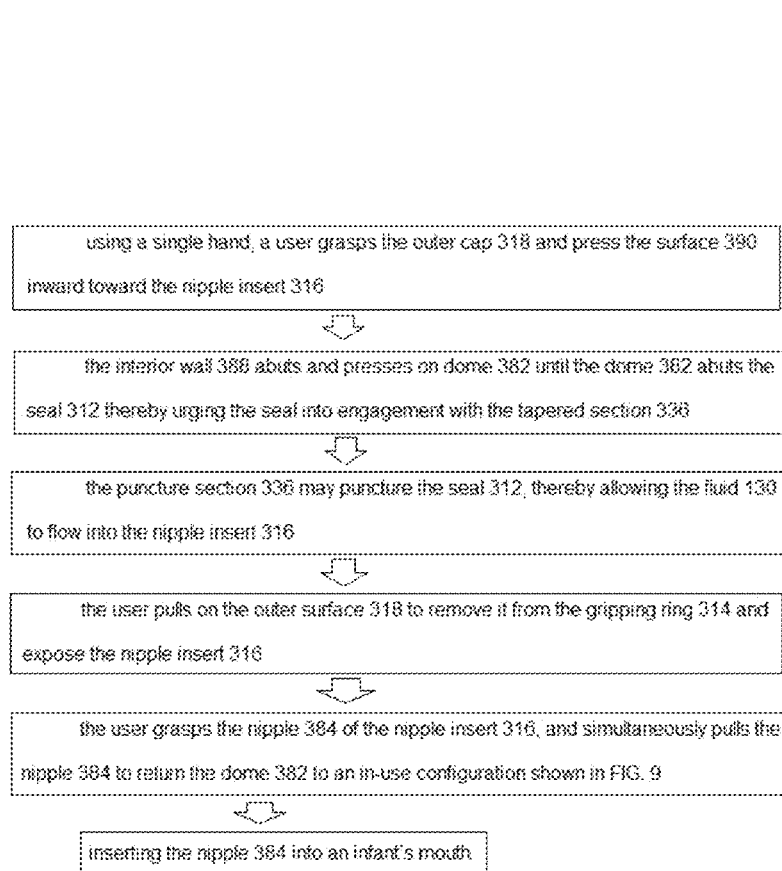 using a single hand, a user grasps the outer cap 318 and press the surface 390
inward toward the nipple insert 316
the interior wall 388 abuts and presses on dome 382 until the dome 382 abuts the
seal 312 thereby urging the seal into engagement with the tapered section 336
the puncture section 336 may puncture the seal 312, thereby allowing the fluid 130
to flow into the nipple insert 316
the user pulls on the outer surface 318 to remove it from the gripping ring 314 and
expose the nipple insert 316
the user grasps the nipple 384 of the nipple insert 316, and simultaneously pulls the
nipple 384 to return the dome 382 to an in-use configuration shown in FIG. 9
inserting the nipple 384 into an infant's mouth